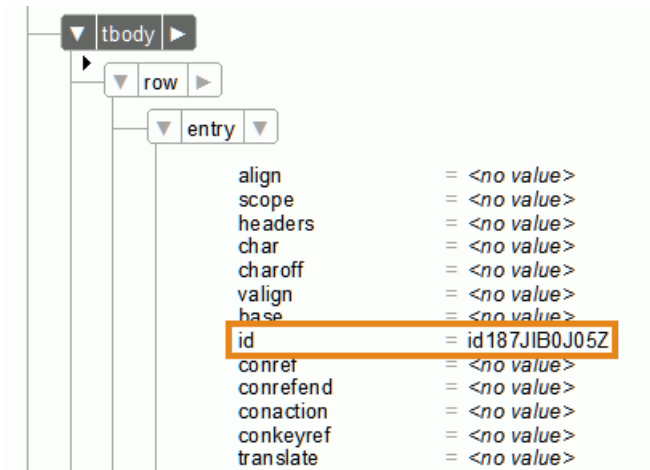 tbody
row
entry
align = <no value>
scope = <no value>
headers = <no value>
char = <no value>
charoff = <no value>
valign = <no value>
base = <no value>
id = id187JIB0J05Z
conref = <no value>
conrefend = <no value>
conaction = <no value>
conkeyref = <no value>
translate = <no value>